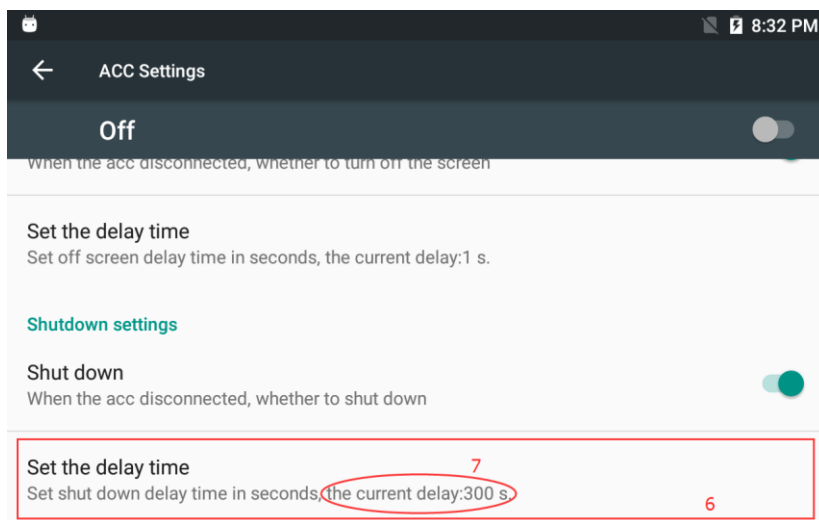 8:32 PM
ACC Settings
Off
When the acc disconnected, whether to turn off the screen
Set the delay time
Set off screen delay time in seconds, the current delay:1 s.
Shutdown settings
Shut down
When the acc disconnected, whether to shut down
Set the delay time
7
Set shut down delay time in seconds, the current delay:300 s.
6